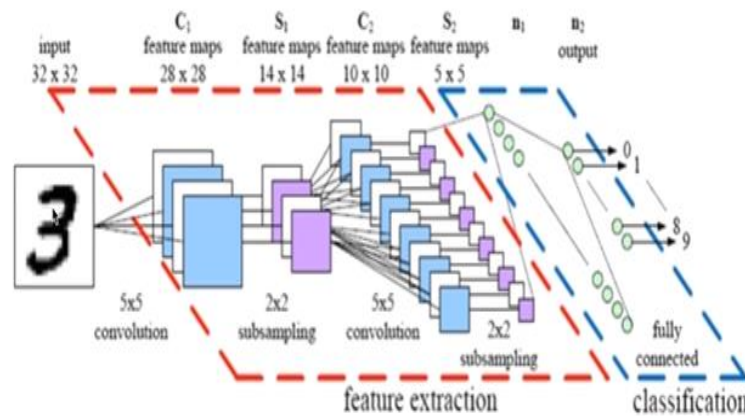 C1 S1 C2 S2 n1 n2
input feature maps feature maps feature maps feature maps output
32 x 32 28 x 28 14 x 14 10 x 10 5 x 5
0
1
8
9
5x5 2x2 5x5 2x2 fully
convolution subsampling convolution subsampling connected
feature extraction classification
3